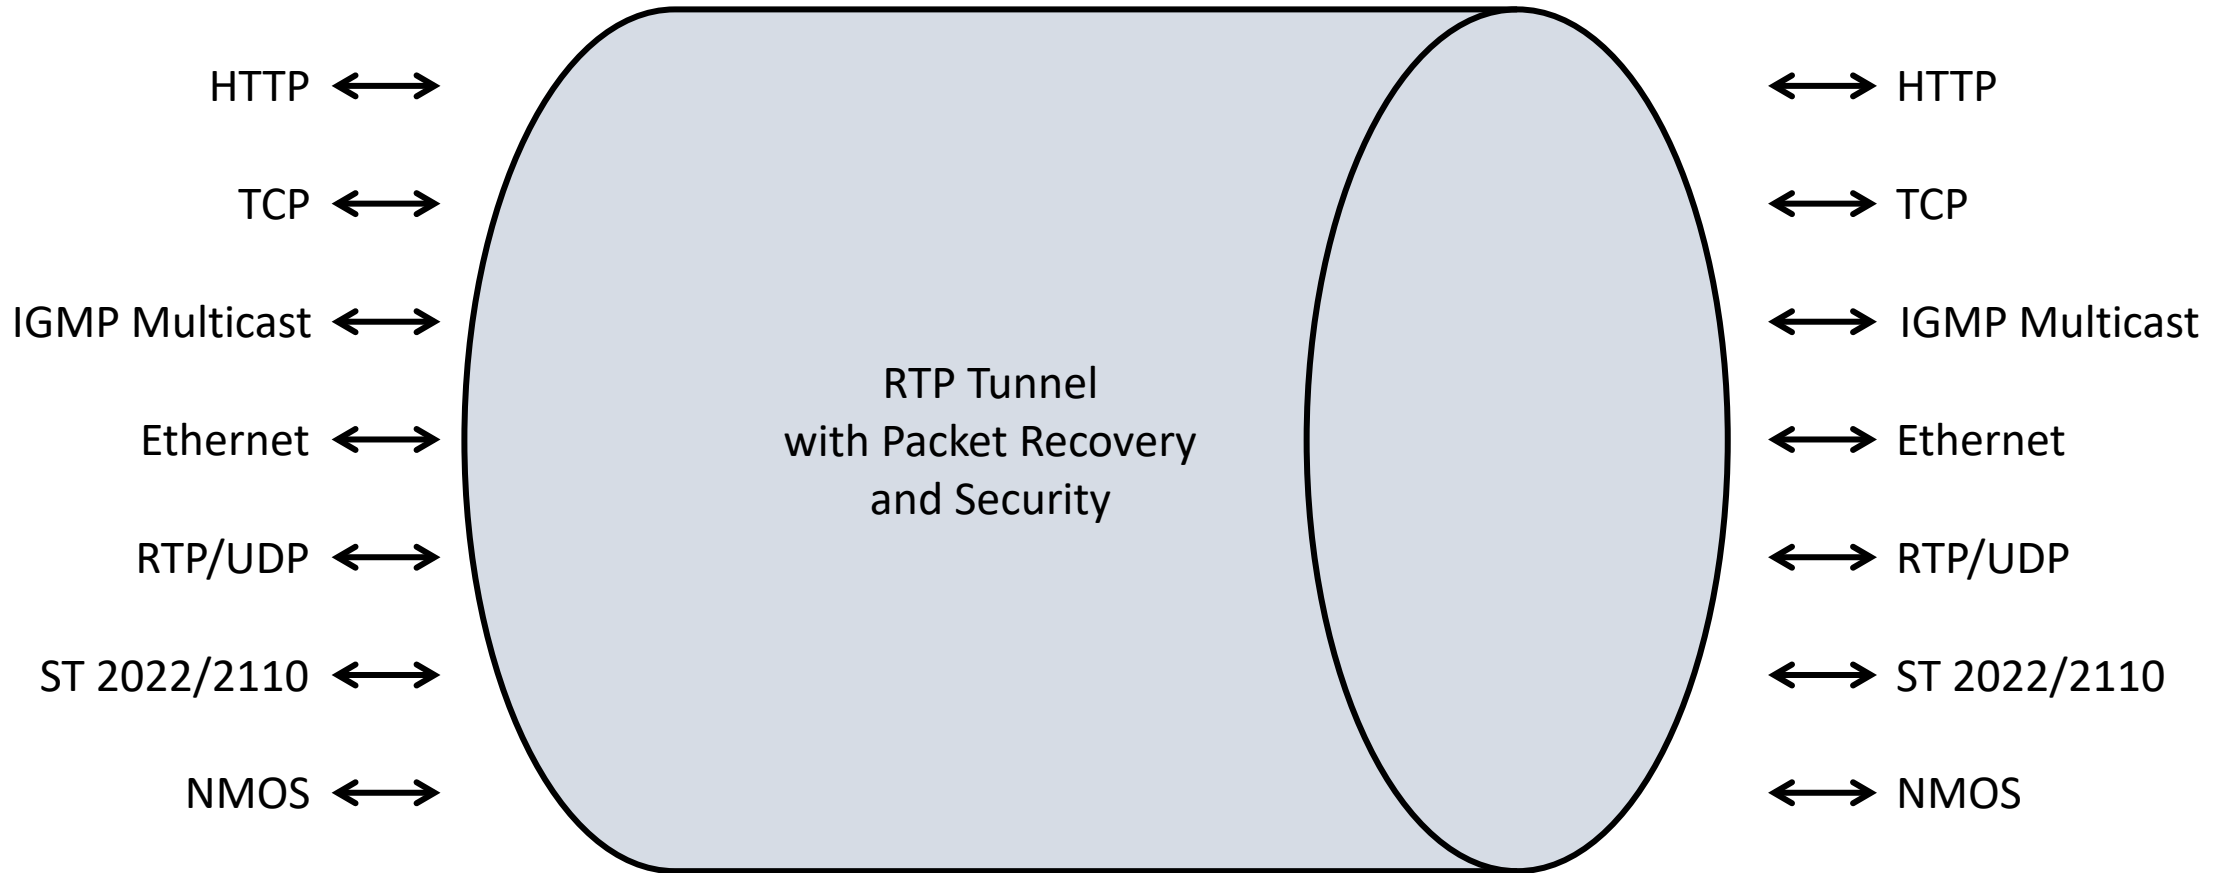 HTTP
TCP
IGMP Multicast
Ethernet
RTP/UDP
ST 2022/2110
NMOS
RTP Tunnel
with Packet Recovery
and Security
HTTP
TCP
IGMP Multicast
Ethernet
RTP/UDP
ST 2022/2110
NMOS